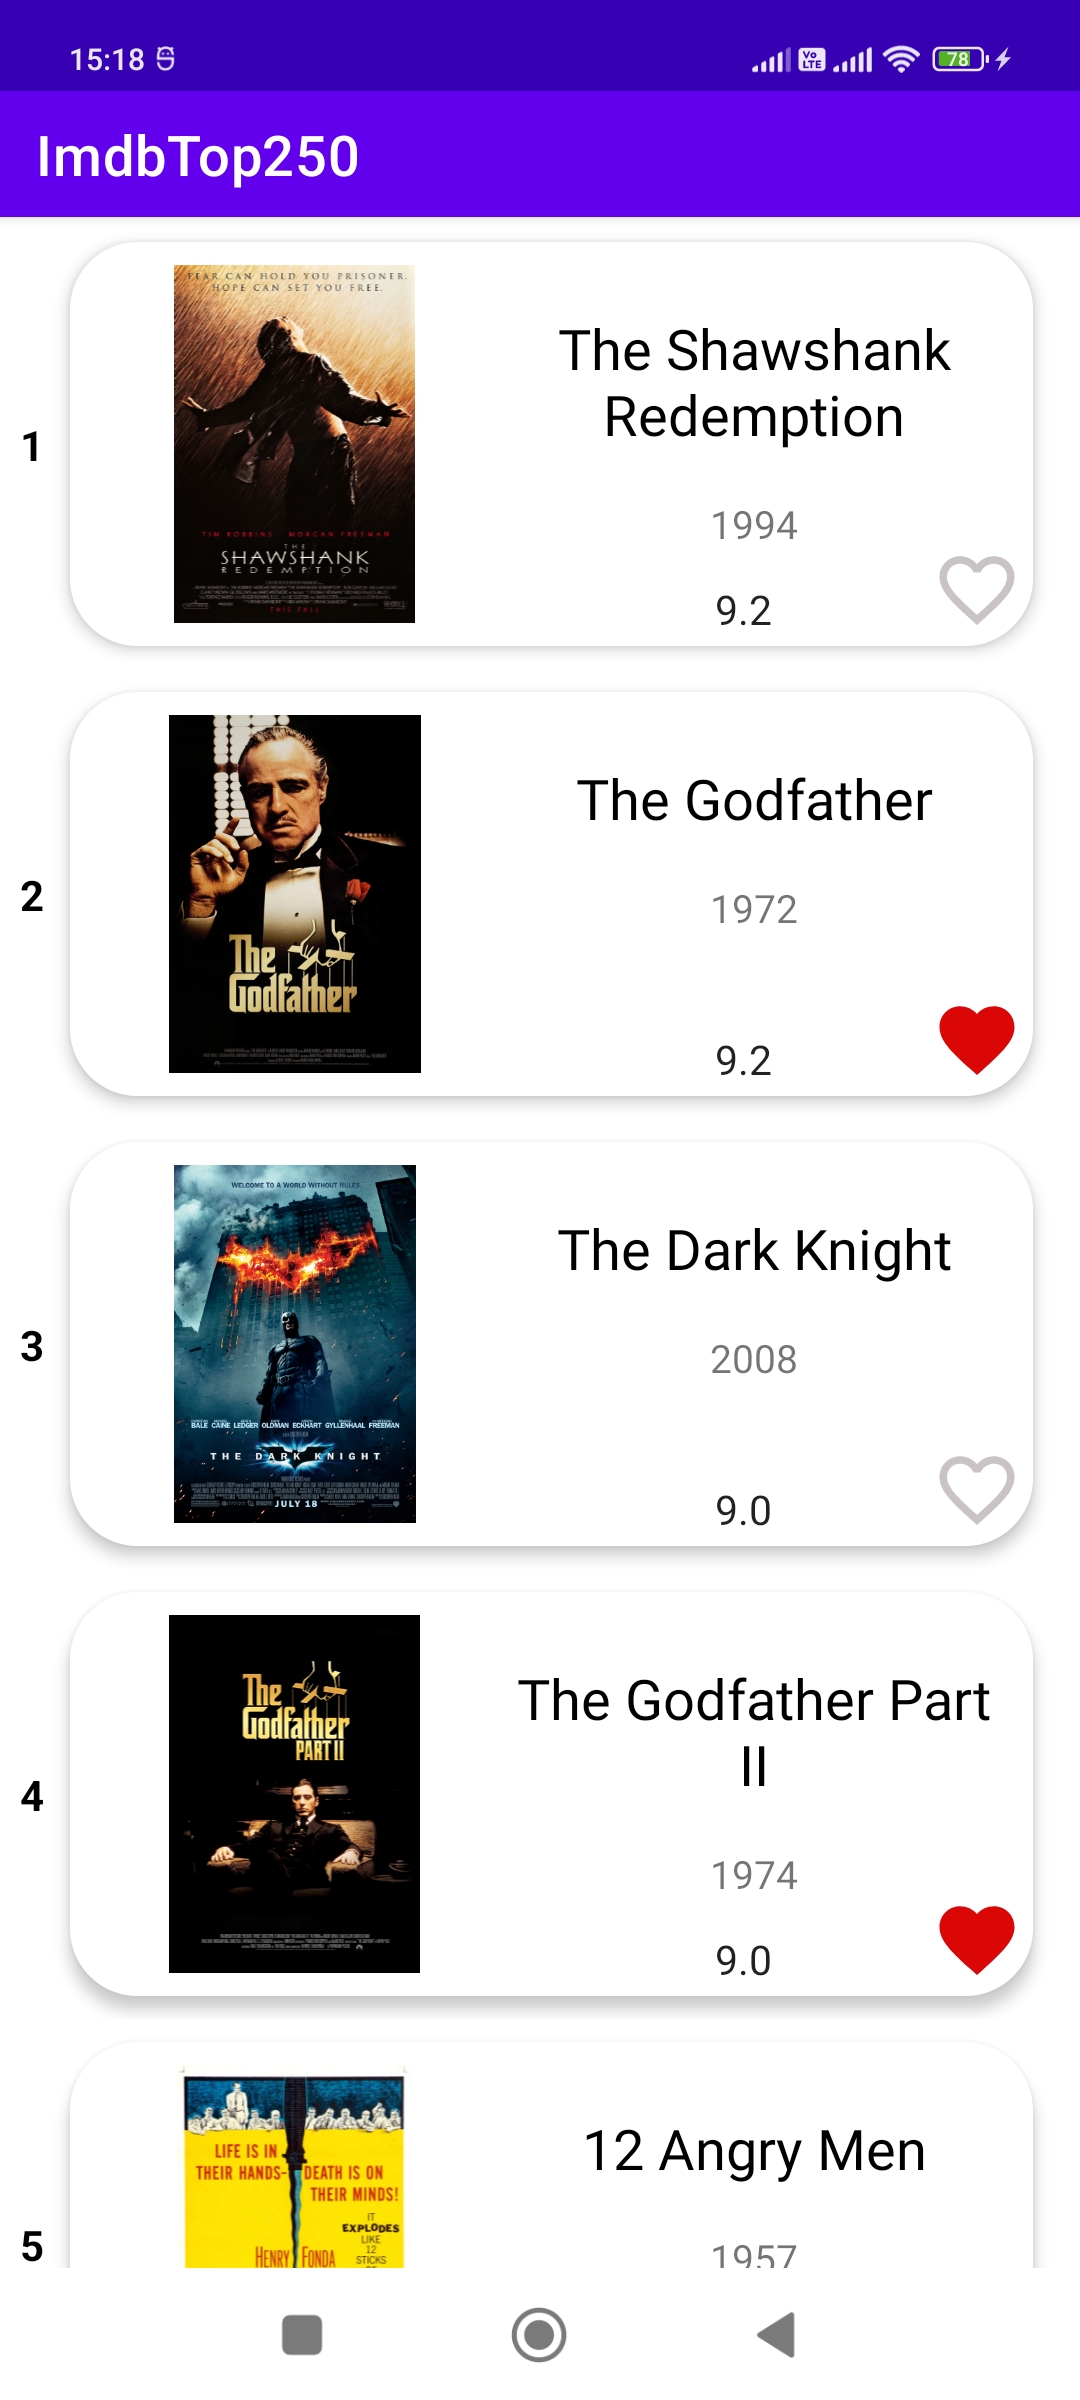 15:18
Vo
LTE
78
ImdbTop250
1
FEAR CAN HOLD YOU PRISONER.
HOPE CAN SET YOU FREE.
TIM ROBBINS MORGAN FREEMAN
THE
SHAWSHANK
REDEMPTION
THIS FALL
The Shawshank
Redemption
1994
9.2
2
The
Godfather
The Godfather
1972
9.2
3
WELCOME TO A WORLD WITHOUT RULES.
BALE CAINE LEDGER OLDMAN ECKHART GYLLENHAAL FREEMAN
THE DARK KNIGHT
JULY 18
The Dark Knight
2008
9.0
4
The
Godfather
PART II
The Godfather Part
II
1974
9.0
5
LIFE IS IN
THEIR HANDS- DEATH IS ON
THEIR MINDS!
IT
EXPLODES
LIKE
12
STICKS
HENRY FONDA
12 Angry Men
1957